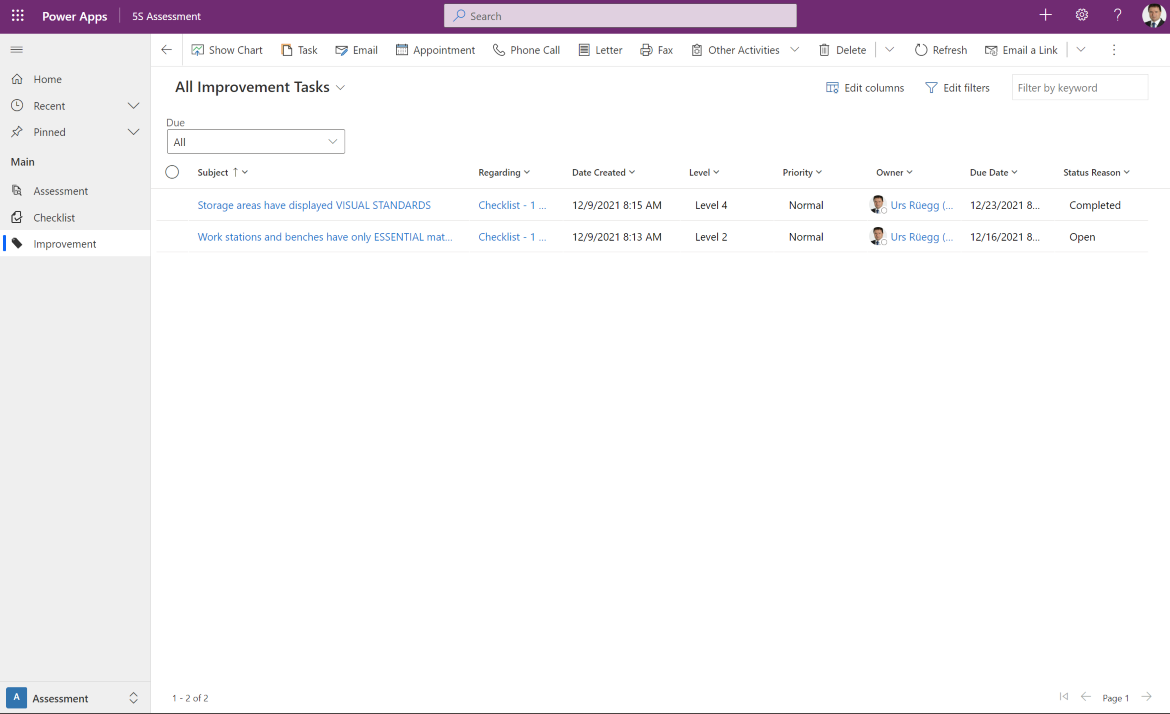 Power Apps 5S Assessment Search
Show Chart Task Email Appointment Phone Call Letter Fax Other Activities Delete Refresh Email a Link
Home
Recent
Pinned
Main
Assessment
Checklist
Improvement
All Improvement Tasks Edit columns Edit filters Filter by keyword
Due
All
Subject Regarding Date Created Level Priority Owner Due Date Status Reason
Storage areas have displayed VISUAL STANDARDS Checklist - 1 ... 12/9/2021 8:15 AM Level 4 Normal Urs Rüegg (... 12/23/2021 8... Completed
Work stations and benches have only ESSENTIAL mat... Checklist - 1 ... 12/9/2021 8:13 AM Level 2 Normal Urs Rüegg (... 12/16/2021 8... Open
A Assessment
1 - 2 of 2 Page 1